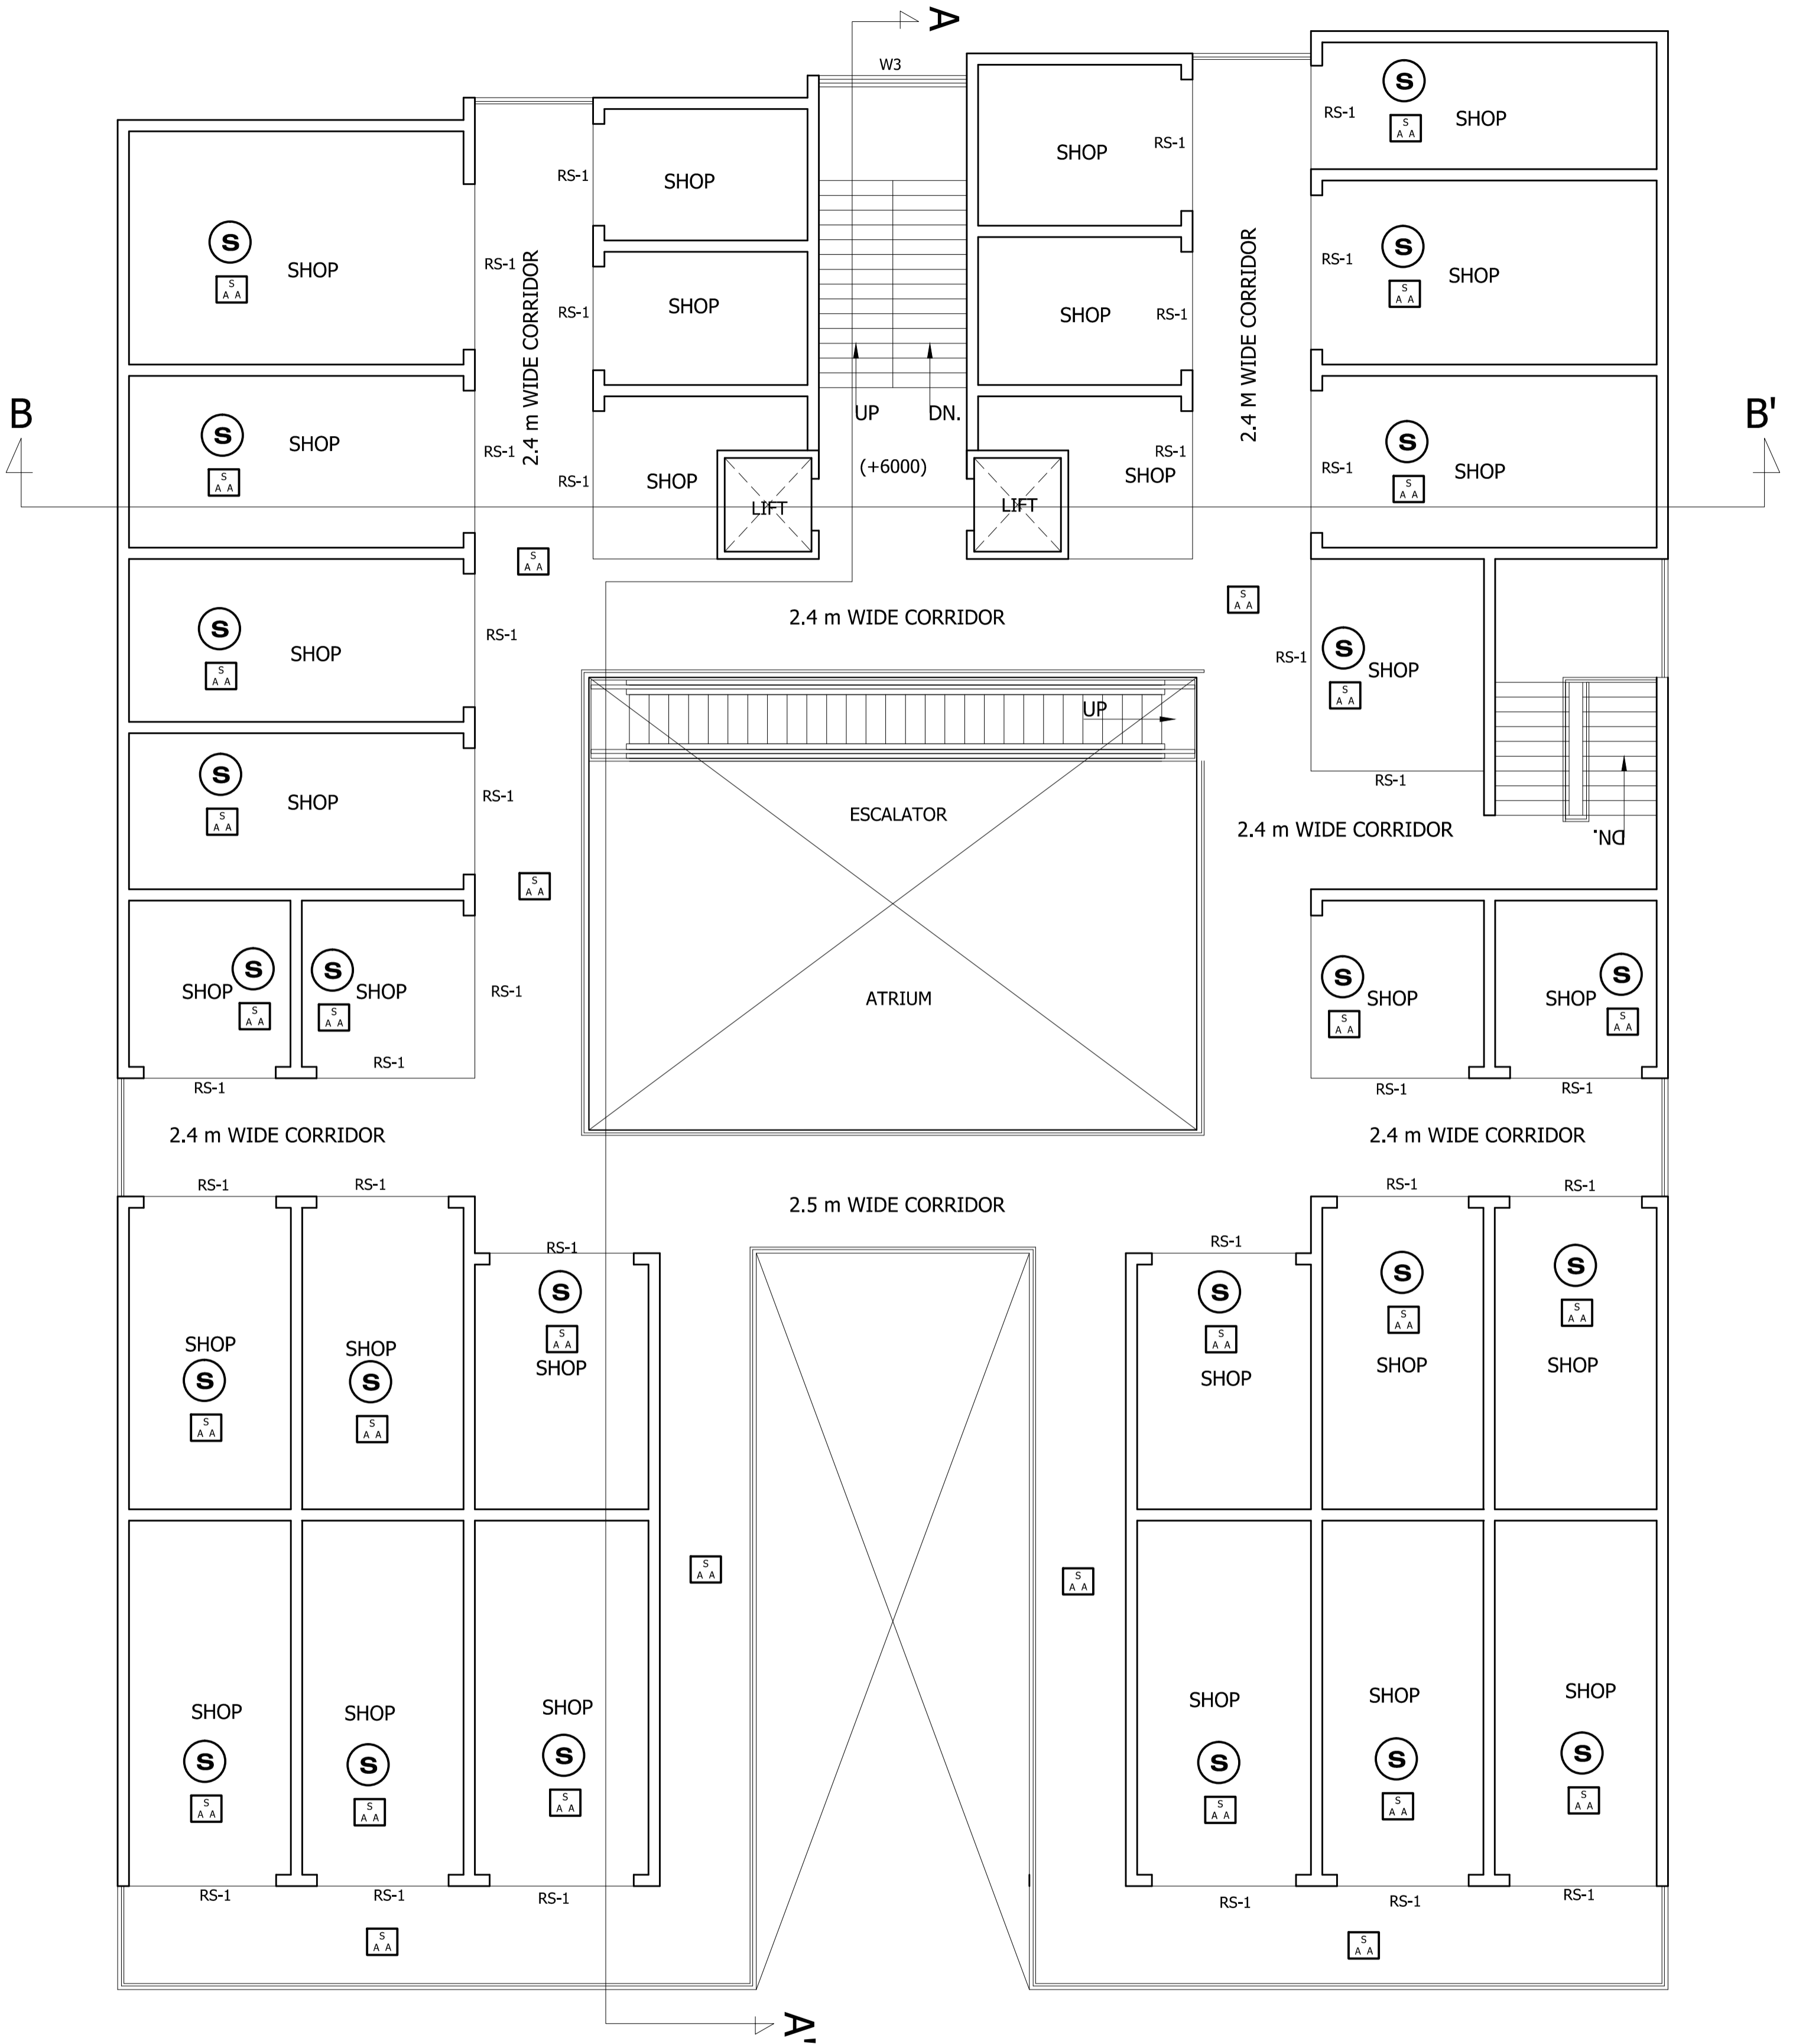 A
W3
S
RS-1
SHOP
S
A A
RS-1
SHOP
SHOP
RS-1
RS-1
SHOP
S
SHOP
S
A A
S
RS-1
SHOP
S
A A
RS-1
2.4 m WIDE CORRIDOR
RS-1
SHOP
SHOP
RS-1
2.4 M WIDE CORRIDOR
RS-1
SHOP
S
A A
B
B'
S
SHOP
S
A A
RS-1
RS-1
SHOP
UP
DN.
(+6000)
LIFT
LIFT
RS-1
SHOP
RS-1
S
SHOP
S
A A
S
A A
S
A A
2.4 m WIDE CORRIDOR
S
SHOP
S
A A
RS-1
RS-1
S
SHOP
S
A A
RS-1
UP
S
SHOP
S
A A
RS-1
ESCALATOR
2.4 m WIDE CORRIDOR
DN.
S
A A
S
SHOP
S
A A
S
SHOP
S
A A
RS-1
ATRIUM
S
SHOP
S
A A
S
SHOP
S
A A
RS-1
RS-1
RS-1
RS-1
2.4 m WIDE CORRIDOR
2.4 m WIDE CORRIDOR
RS-1
RS-1
RS-1
RS-1
2.5 m WIDE CORRIDOR
RS-1
RS-1
SHOP
S
S
A A
SHOP
S
S
A A
S
S
A A
SHOP
S
S
A A
SHOP
S
S
A A
SHOP
S
S
A A
SHOP
S
A A
S
A A
SHOP
S
S
A A
SHOP
S
S
A A
SHOP
S
S
A A
SHOP
S
S
A A
SHOP
S
S
A A
SHOP
S
S
A A
RS-1
RS-1
RS-1
RS-1
RS-1
RS-1
S
A A
S
A A
A'